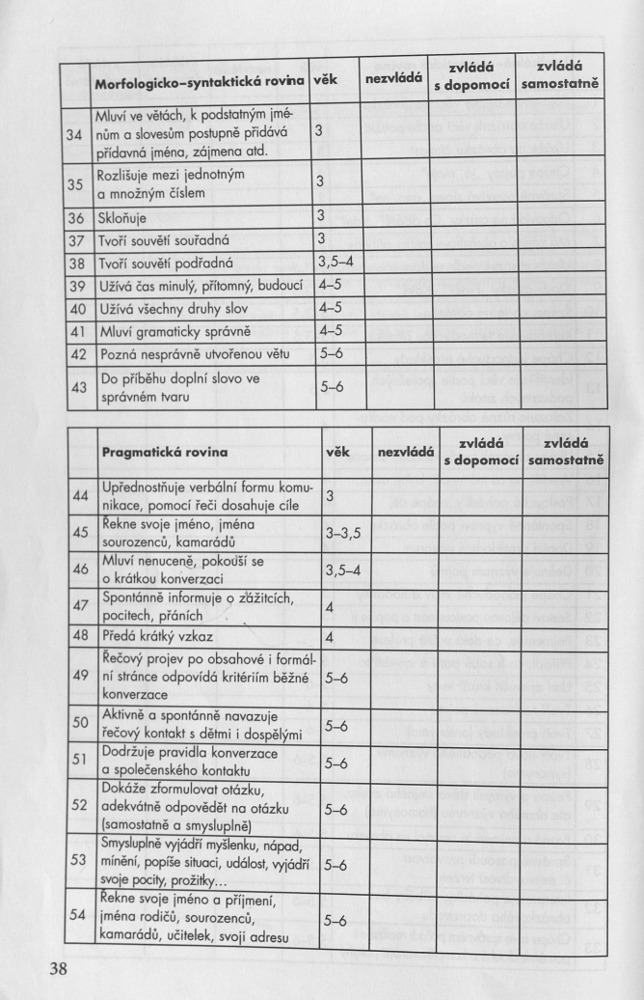 Morfologicko–syntaktická rovina věk nezvládá zvládá s dopomocí zvládá samostatně
34 Mluví ve větách, k podstatným jmé-
nům a slovesům postupně přidává 3
přídavná jména, zájmena atd.
35 Rozlišuje mezi jednotným
a množným číslem 3
36 Skloňuje 3
37 Tvoří souvětí souřadná 3
38 Tvoří souvětí podřadná 3,5–4
39 Užívá čas minulý, přítomný, budoucí 4–5
40 Užívá všechny druhy slov 4–5
41 Mluví gramaticky správně 4–5
42 Pozná nesprávně utvořenou větu 5–6
43 Do příběhu doplní slovo ve
správném tvaru 5–6
Pragmatická rovina věk nezvládá zvládá s dopomocí zvládá samostatně
44 Upřednostňuje verbální formu komu-
nikace, pomocí řeči dosahuje cíle 3
45 Řekne svoje jméno, jména
sourozenců, kamarádů 3–3,5
46 Mluví nenuceně, pokouší se
o krátkou konverzaci 3,5–4
47 Spontánně informuje o zážitcích,
pocitech, přáních 4
48 Předá krátký vzkaz 4
49 Řečový projev po obsahové i formál-
ní stránce odpovídá kritériím běžné 5–6
konverzace
50 Aktivně a spontánně navazuje
řečový kontakt s dětmi i dospělými 5–6
51 Dodržuje pravidla konverzace
a společenského kontaktu 5–6
52 Dokáže zformulovat otázku,
adekvátně odpovědět na otázku 5–6
(samostatně a smysluplně)
53 Smysluplně vyjádří myšlenku, nápad,
mínění, popíše situaci, událost, vyjádří 5–6
svoje pocity, prožitky...
54 Řekne svoje jméno a příjmení,
jména rodičů, sourozenců, 5–6
kamarádů, učitelek, svoji adresu
38